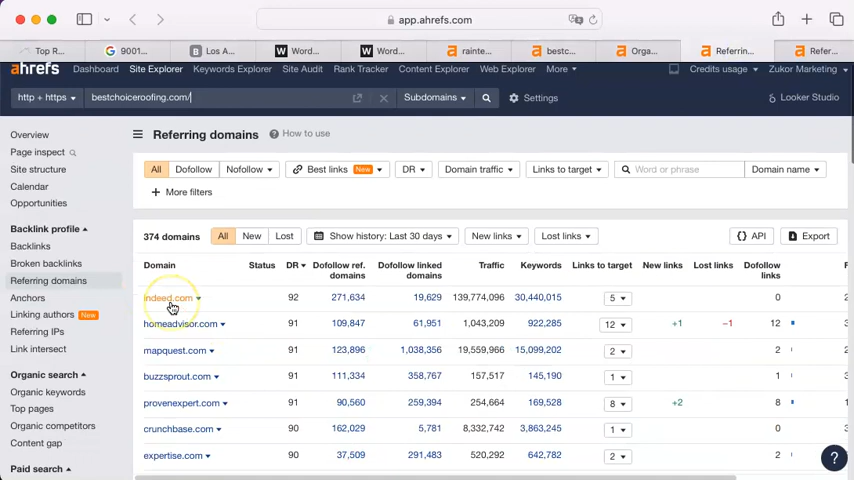 app.ahrefs.com
Top R...
9001...
Los A...
Word...
Word...
rainte...
bestc...
Orga...
Referrin...
Refer...
ahrefs
Dashboard Site Explorer Keywords Explorer Site Audit Rank Tracker Content Explorer Web Explorer More Credits usage Zukor Marketing
http + https bestchoiceroofing.com/ Subdomains Settings Looker Studio
Overview
Page inspect
Site structure
Calendar
Opportunities
Backlink profile
Backlinks
Broken backlinks
Referring domains
Anchors
Linking authors New
Referring IPs
Link intersect
Organic search
Organic keywords
Top pages
Organic competitors
Content gap
Paid search
Referring domains ? How to use
All Dofollow Nofollow Best links New DR Domain traffic Links to target Word or phrase Domain name
+ More filters
374 domains All New Lost Show history: Last 30 days New links Lost links {} API Export
Domain Status DR Dofollow ref. domains Dofollow linked domains Traffic Keywords Links to target New links Lost links Dofollow links F
indeed.com 92 271,634 19,629 139,774,096 30,440,015 5 0 2
homeadvisor.com 91 109,847 61,951 1,043,209 922,285 12 +1 −1 12 2
mapquest.com 91 123,896 1,038,356 19,559,966 15,099,202 2 2 2
buzzsprout.com 91 111,334 358,767 157,517 145,190 1 1 2
provenexpert.com 91 90,560 259,394 254,664 169,528 8 +2 8 2
crunchbase.com 90 162,029 5,781 8,332,742 3,863,245 1 0 2
expertise.com 90 37,509 291,483 520,292 642,782 2 2 2
?